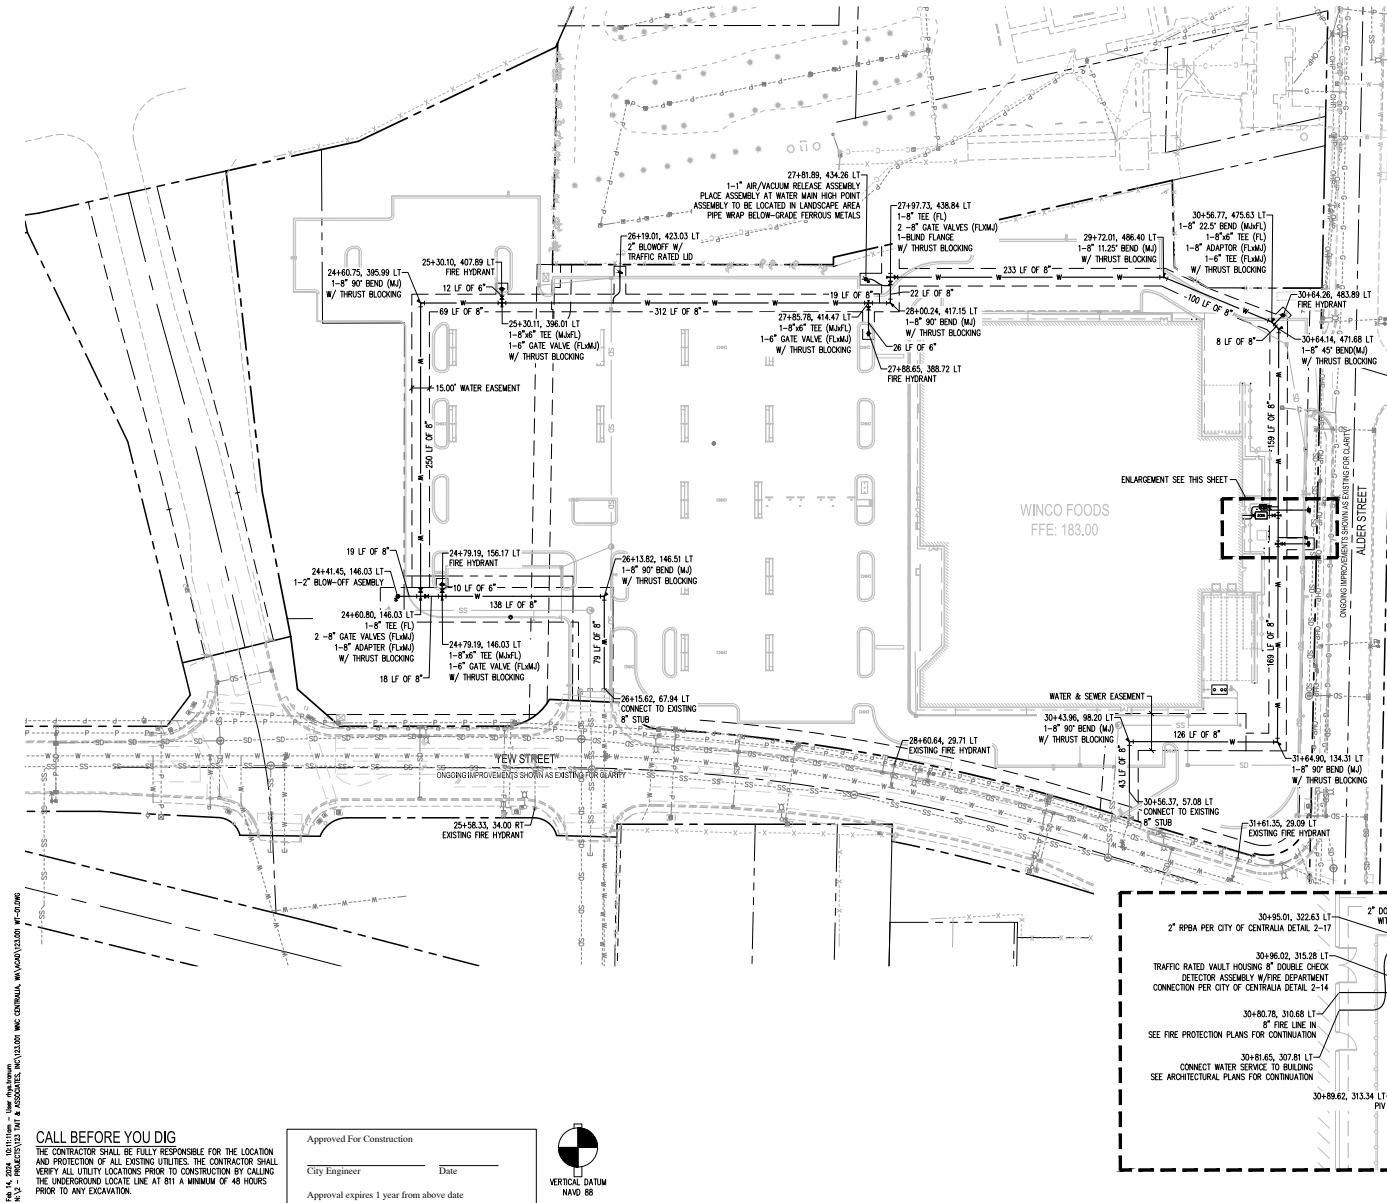 27+81.89, 434.26 LT
1-1" AIR/VACUUM RELEASE ASSEMBLY
PLACE ASSEMBLY AT WATER MAIN HIGH POINT
ASSEMBLY TO BE LOCATED IN LANDSCAPE AREA
PIPE WRAP BELOW-GRADE FERROUS METALS
27+97.73, 438.84 LT
1-8" TEE (FL)
2 -8" GATE VALVES (FLXMJ)
1-BLIND FLANGE
W/ THRUST BLOCKING
30+56.77, 475.63 LT
1-8" 22.5° BEND (MJxFL)
1-8"x6" TEE (FL)
1-8" ADAPTOR (FLxMJ)
1-6" TEE (FLxMJ)
W/ THRUST BLOCKING
29+72.01, 486.40 LT
1-8" 11.25° BEND (MJ)
W/ THRUST BLOCKING
26+19.01, 423.03 LT
2" BLOWOFF W/
TRAFFIC RATED LID
25+30.10, 407.89 LT
FIRE HYDRANT
24+60.75, 395.99 LT
1-8" 90° BEND (MJ)
W/ THRUST BLOCKING
12 LF OF 6"
69 LF OF 8"
312 LF OF 8"
19 LF OF 8"
22 LF OF 8"
233 LF OF 8"
100 LF OF 8"
30+64.26, 483.89 LT
FIRE HYDRANT
25+30.11, 396.01 LT
1-8"x6" TEE (MJxFL)
1-6" GATE VALVE (FLxMJ)
W/ THRUST BLOCKING
27+85.78, 414.47 LT
1-8"x6" TEE (MJxFL)
1-6" GATE VALVE (FLxMJ)
W/ THRUST BLOCKING
28+00.24, 417.15 LT
1-8" 90° BEND (MJ)
W/ THRUST BLOCKING
26 LF OF 6"
8 LF OF 8"
30+64.14, 471.68 LT
1-8" 45° BEND(MJ)
W/ THRUST BLOCKING
27+88.65, 388.72 LT
FIRE HYDRANT
15.00' WATER EASEMENT
250 LF OF 8"
159 LF OF 8"
ENLARGEMENT SEE THIS SHEET
WINCO FOODS
FFE: 183.00
ALDER STREET
ONGOING IMPROVEMENTS SHOWN AS EXISTING FOR CLARITY
19 LF OF 8"
24+41.45, 146.03 LT
1-2" BLOW-OFF ASEMBLY
24+79.19, 156.17 LT
FIRE HYDRANT
10 LF OF 6"
138 LF OF 8"
26+13.82, 146.51 LT
1-8" 90° BEND (MJ)
W/ THRUST BLOCKING
24+60.80, 146.03 LT
1-8" TEE (FL)
2 -8" GATE VALVES (FLxMJ)
1-8" ADAPTER (FLxMJ)
W/ THRUST BLOCKING
18 LF OF 8"
24+79.19, 146.03 LT
1-8"x6" TEE (MJxFL)
1-6" GATE VALVE (FLxMJ)
W/ THRUST BLOCKING
79 LF OF 8"
169 LF OF 8"
26+15.62, 67.94 LT
CONNECT TO EXISTING
8" STUB
WATER & SEWER EASEMENT
30+43.96, 98.20 LT
1-8" 90° BEND (MJ)
W/ THRUST BLOCKING
126 LF OF 8"
43 LF OF 8"
28+60.64, 29.71 LT
EXISTING FIRE HYDRANT
31+64.90, 134.31 LT
1-8" 90° BEND (MJ)
W/ THRUST BLOCKING
YEW STREET
ONGOING IMPROVEMENTS SHOWN AS EXISTING FOR CLARITY
30+56.37, 57.08 LT
CONNECT TO EXISTING
8" STUB
25+58.33, 34.00 RT
EXISTING FIRE HYDRANT
31+61.35, 29.09 LT
EXISTING FIRE HYDRANT
30+95.01, 322.63 LT
2" RPBA PER CITY OF CENTRALIA DETAIL 2-17
30+96.02, 315.28 LT
TRAFFIC RATED VAULT HOUSING 8" DOUBLE CHECK
DETECTOR ASSEMBLY W/FIRE DEPARTMENT
CONNECTION PER CITY OF CENTRALIA DETAIL 2-14
30+80.78, 310.68 LT
8" FIRE LINE IN
SEE FIRE PROTECTION PLANS FOR CONTINUATION
30+81.65, 307.81 LT
CONNECT WATER SERVICE TO BUILDING
SEE ARCHITECTURAL PLANS FOR CONTINUATION
30+89.62, 313.34 LT
PIV
2" DO
WIT
CALL BEFORE YOU DIG
THE CONTRACTOR SHALL BE FULLY RESPONSIBLE FOR THE LOCATION
AND PROTECTION OF ALL EXISTING UTILITIES. THE CONTRACTOR SHALL
VERIFY ALL UTILITY LOCATIONS PRIOR TO CONSTRUCTION BY CALLING
THE UNDERGROUND LOCATE LINE AT 811 A MINIMUM OF 48 HOURS
PRIOR TO ANY EXCAVATION.
Approved For Construction
City Engineer Date
Approval expires 1 year from above date
VERTICAL DATUM
NAVD 88
Feb 14, 2024 10:11:11am - User